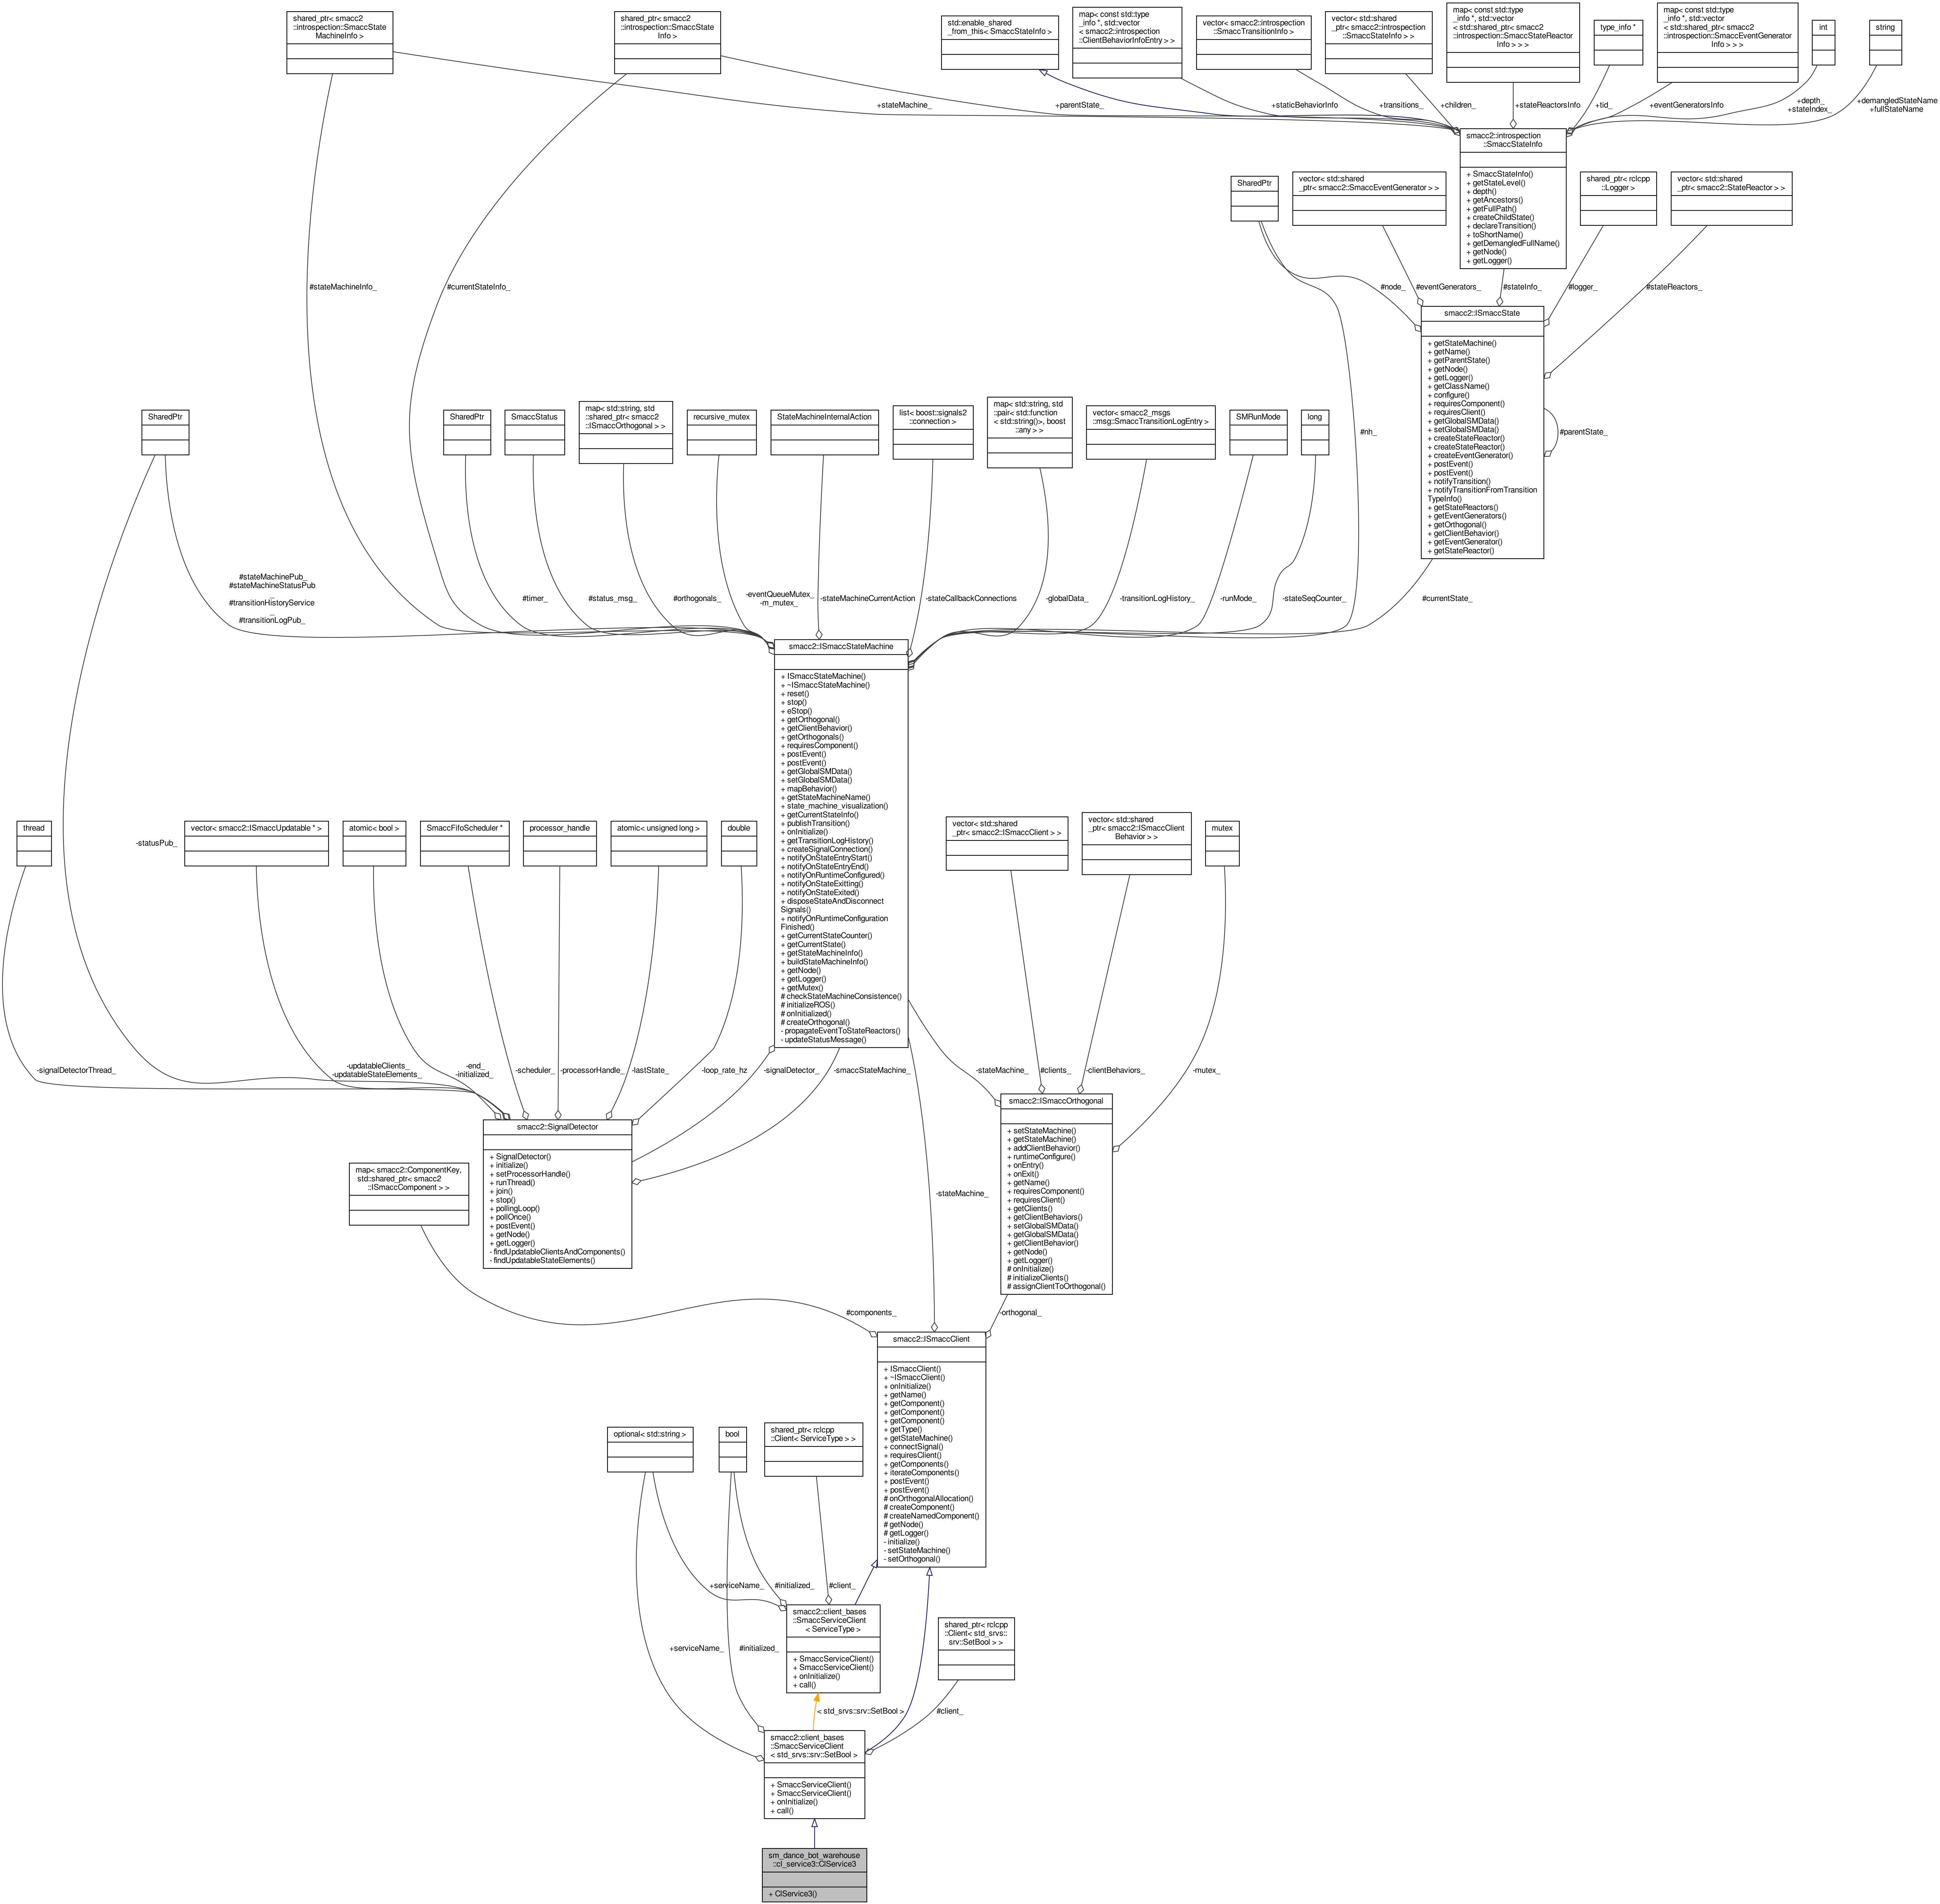 shared_ptr< smacc2
::introspection::SmaccState
MachineInfo >
shared_ptr< smacc2
::introspection::SmaccState
Info >
std::enable_shared
_from_this< SmaccStateInfo >
map< const std::type
_info *, std::vector
< smacc2::introspection
::ClientBehaviorInfoEntry > >
vector< smacc2::introspection
::SmaccTransitionInfo >
vector< std::shared
_ptr< smacc2::introspection
::SmaccStateInfo > >
map< const std::type
_info *, std::vector
< std::shared_ptr< smacc2
::introspection::SmaccStateReactor
Info > > >
type_info *
map< const std::type
_info *, std::vector
< std::shared_ptr< smacc2
::introspection::SmaccEventGenerator
Info > > >
int
string
+stateMachine_
+parentState_
+staticBehaviorInfo
+transitions_
+children_
+stateReactorsInfo
+tid_
+eventGeneratorsInfo
+depth_
+stateIndex_
+demangledStateName
+fullStateName
smacc2::introspection
::SmaccStateInfo
+ SmaccStateInfo()
+ getStateLevel()
+ depth()
+ getAncestors()
+ getFullPath()
+ createChildState()
+ declareTransition()
+ toShortName()
+ getDemangledFullName()
+ getNode()
+ getLogger()
SharedPtr
vector< std::shared
_ptr< smacc2::SmaccEventGenerator > >
shared_ptr< rclcpp
::Logger >
vector< std::shared
_ptr< smacc2::StateReactor > >
#stateMachineInfo_
#currentStateInfo_
#node_
#eventGenerators_
#stateInfo_
#logger_
#stateReactors_
smacc2::ISmaccState
+ getStateMachine()
+ getName()
+ getParentState()
+ getNode()
+ getLogger()
+ getClassName()
+ configure()
+ requiresComponent()
+ requiresClient()
+ getGlobalSMData()
+ setGlobalSMData()
+ createStateReactor()
+ createStateReactor()
+ createEventGenerator()
+ postEvent()
+ postEvent()
+ notifyTransition()
+ notifyTransitionFromTransition
TypeInfo()
+ getStateReactors()
+ getEventGenerators()
+ getOrthogonal()
+ getClientBehavior()
+ getEventGenerator()
+ getStateReactor()
#parentState_
SharedPtr
SharedPtr
SmaccStatus
map< std::string, std
::shared_ptr< smacc2
::ISmaccOrthogonal > >
recursive_mutex
StateMachineInternalAction
list< boost::signals2
::connection >
map< std::string, std
::pair< std::function
< std::string()>, boost
::any > >
vector< smacc2_msgs
::msg::SmaccTransitionLogEntry >
SMRunMode
long
#nh_
#stateMachinePub_
#stateMachineStatusPub
_
#transitionHistoryService
_
#transitionLogPub_
#timer_
#status_msg_
#orthogonals_
-eventQueueMutex_
-m_mutex_
-stateMachineCurrentAction
-stateCallbackConnections
-globalData_
-transitionLogHistory_
-runMode_
-stateSeqCounter_
#currentState_
smacc2::ISmaccStateMachine
+ ISmaccStateMachine()
+ ~ISmaccStateMachine()
+ reset()
+ stop()
+ eStop()
+ getOrthogonal()
+ getClientBehavior()
+ getOrthogonals()
+ requiresComponent()
+ postEvent()
+ postEvent()
+ getGlobalSMData()
+ setGlobalSMData()
+ mapBehavior()
+ getStateMachineName()
+ state_machine_visualization()
+ getCurrentStateInfo()
+ publishTransition()
+ onInitialize()
+ getTransitionLogHistory()
+ createSignalConnection()
+ notifyOnStateEntryStart()
+ notifyOnStateEntryEnd()
+ notifyOnRuntimeConfigured()
+ notifyOnStateExitting()
+ notifyOnStateExited()
+ disposeStateAndDisconnect
Signals()
+ notifyOnRuntimeConfiguration
Finished()
+ getCurrentStateCounter()
+ getCurrentState()
+ getStateMachineInfo()
+ buildStateMachineInfo()
+ getNode()
+ getLogger()
+ getMutex()
# checkStateMachineConsistence()
# initializeROS()
# onInitialized()
# createOrthogonal()
- propagateEventToStateReactors()
- updateStatusMessage()
thread
-statusPub_
vector< smacc2::ISmaccUpdatable * >
atomic< bool >
SmaccFifoScheduler *
processor_handle
atomic< unsigned long >
double
vector< std::shared
_ptr< smacc2::ISmaccClient > >
vector< std::shared
_ptr< smacc2::ISmaccClient
Behavior > >
mutex
-signalDetectorThread_
-updatableClients_
-updatableStateElements_
-end_
-initialized_
-scheduler_
-processorHandle_
-lastState_
-loop_rate_hz
-signalDetector_
-smaccStateMachine_
-stateMachine_
#clients_
-clientBehaviors_
-mutex_
smacc2::SignalDetector
+ SignalDetector()
+ initialize()
+ setProcessorHandle()
+ runThread()
+ join()
+ stop()
+ pollingLoop()
+ pollOnce()
+ postEvent()
+ getNode()
+ getLogger()
- findUpdatableClientsAndComponents()
- findUpdatableStateElements()
smacc2::ISmaccOrthogonal
+ setStateMachine()
+ getStateMachine()
+ addClientBehavior()
+ runtimeConfigure()
+ onEntry()
+ onExit()
+ getName()
+ requiresComponent()
+ requiresClient()
+ getClients()
+ getClientBehaviors()
+ setGlobalSMData()
+ getGlobalSMData()
+ getClientBehavior()
+ getNode()
+ getLogger()
# onInitialize()
# initializeClients()
# assignClientToOrthogonal()
map< smacc2::ComponentKey,
std::shared_ptr< smacc2
::ISmaccComponent > >
-stateMachine_
#components_
-orthogonal_
smacc2::ISmaccClient
+ ISmaccClient()
+ ~ISmaccClient()
+ onInitialize()
+ getName()
+ getComponent()
+ getComponent()
+ getComponent()
+ getType()
+ getStateMachine()
+ connectSignal()
+ requiresClient()
+ getComponents()
+ iterateComponents()
+ postEvent()
+ postEvent()
# onOrthogonalAllocation()
# createComponent()
# createNamedComponent()
# getNode()
# getLogger()
- initialize()
- setStateMachine()
- setOrthogonal()
optional< std::string >
bool
shared_ptr< rclcpp
::Client< ServiceType > >
+serviceName_
#initialized_
#client_
smacc2::client_bases
::SmaccServiceClient
< ServiceType >
+ SmaccServiceClient()
+ SmaccServiceClient()
+ onInitialize()
+ call()
shared_ptr< rclcpp
::Client< std_srvs::
srv::SetBool > >
+serviceName_
#initialized_
< std_srvs::srv::SetBool >
#client_
smacc2::client_bases
::SmaccServiceClient
< std_srvs::srv::SetBool >
+ SmaccServiceClient()
+ SmaccServiceClient()
+ onInitialize()
+ call()
sm_dance_bot_warehouse
::cl_service3::ClService3
+ ClService3()